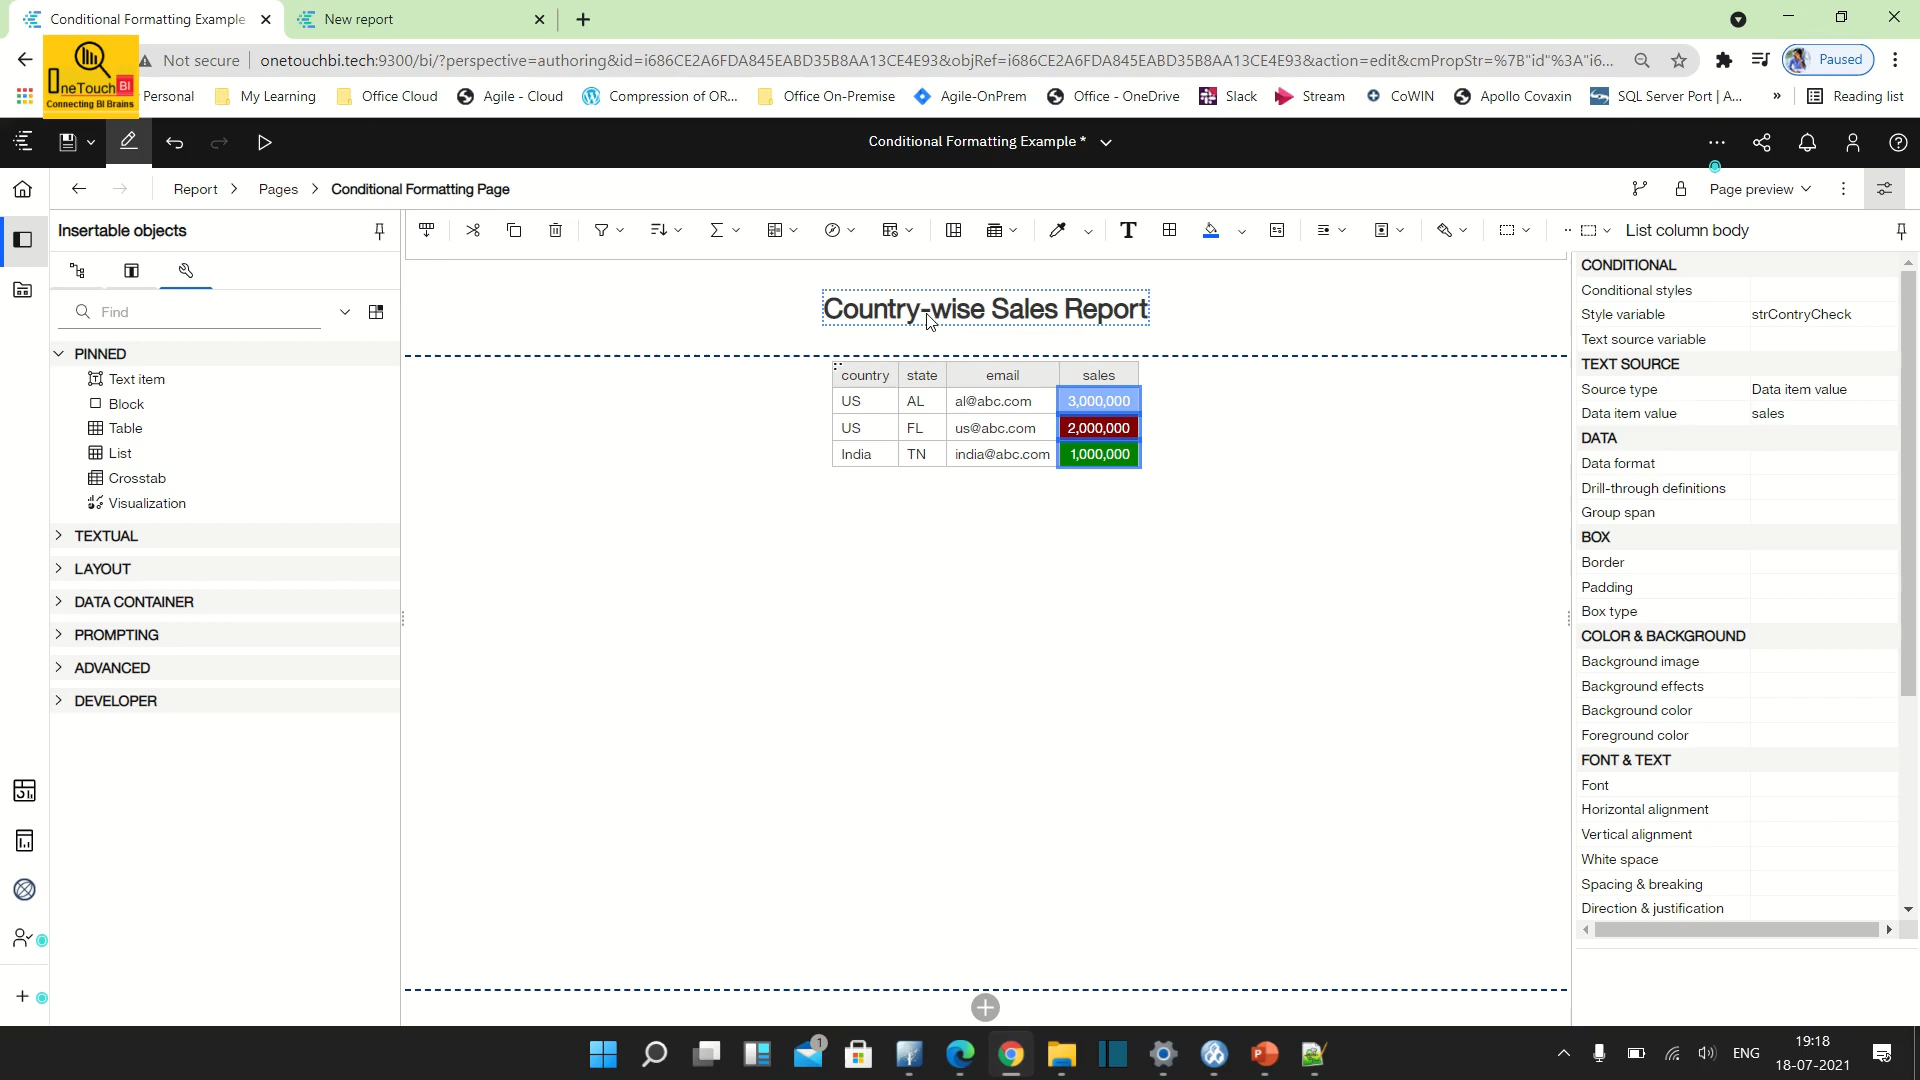 Conditional Formatting Example
New report
Not secure
onetouchbi.tech:9300/bi/?perspective=authoring&id=i686CE2A6FDA845EABD35B8AA13CE4E93&objRef=i686CE2A6FDA845EABD35B8AA13CE4E93&action=edit&cmPropStr=%7B"id"%3A"i6...
Paused
OneTouch BI
Connecting BI Brains
Personal
My Learning
Office Cloud
Agile - Cloud
Compression of OR...
Office On-Premise
Agile-OnPrem
Office - OneDrive
Slack
Stream
CoWIN
Apollo Covaxin
SQL Server Port | A...
»
Reading list
Conditional Formatting Example *
Report > Pages > Conditional Formatting Page
Page preview
Insertable objects
List column body
Find
PINNED
Text item
Block
Table
List
Crosstab
Visualization
TEXTUAL
LAYOUT
DATA CONTAINER
PROMPTING
ADVANCED
DEVELOPER
Country-wise Sales Report
country state email sales
US AL al@abc.com 3,000,000
US FL us@abc.com 2,000,000
India TN india@abc.com 1,000,000
CONDITIONAL
Conditional styles
Style variable strContryCheck
Text source variable
TEXT SOURCE
Source type Data item value
Data item value sales
DATA
Data format
Drill-through definitions
Group span
BOX
Border
Padding
Box type
COLOR & BACKGROUND
Background image
Background effects
Background color
Foreground color
FONT & TEXT
Font
Horizontal alignment
Vertical alignment
White space
Spacing & breaking
Direction & justification
1
ENG
19:18
18-07-2021